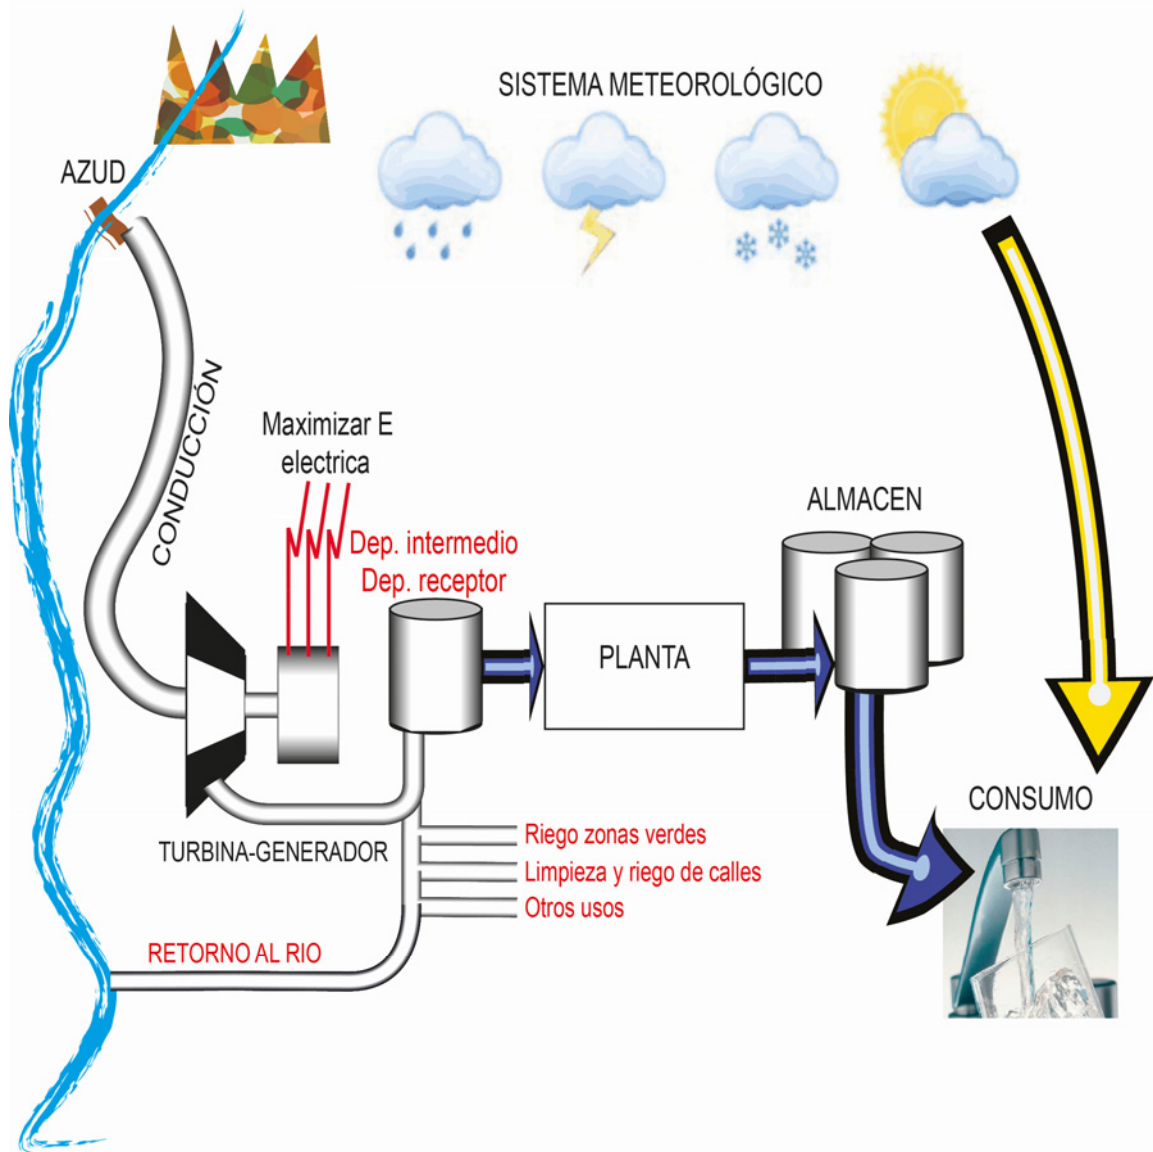 SISTEMA METEOROLÓGICO
AZUD
CONDUCCIÓN
Maximizar E
electrica
Dep. intermedio
Dep. receptor
ALMACEN
PLANTA
CONSUMO
TURBINA-GENERADOR
Riego zonas verdes
Limpieza y riego de calles
Otros usos
RETORNO AL RIO